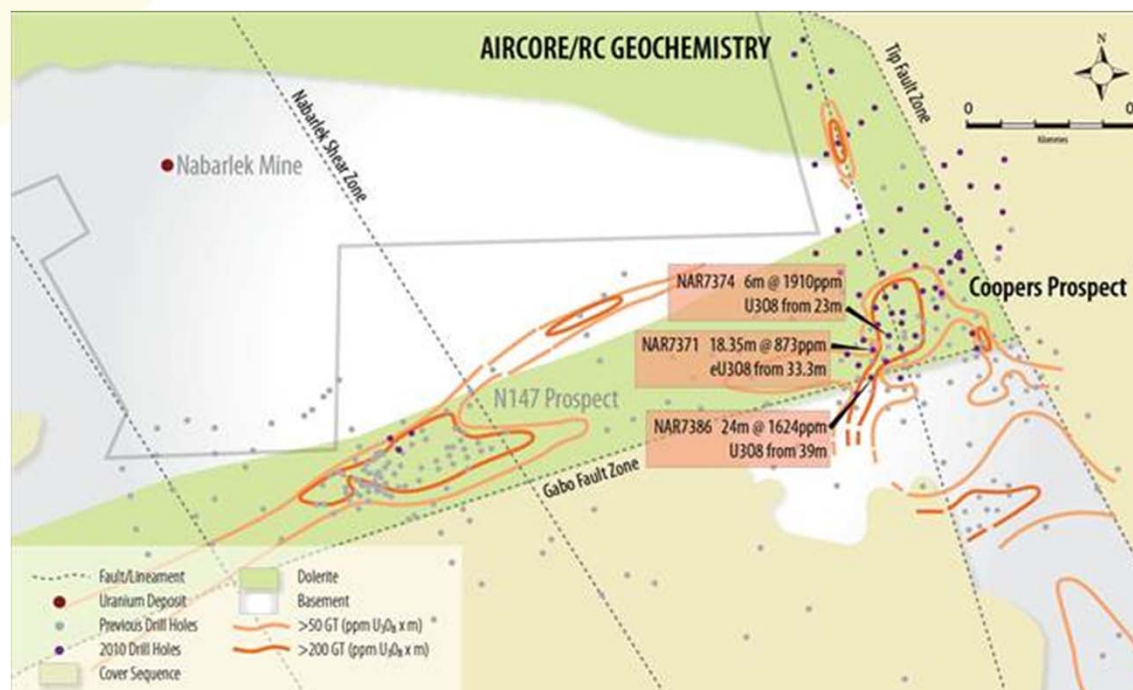 AIRCORE/RC GEOCHEMISTRY
N
Tip Fault Zone
0
0
Kilometres
Nabarlek Shear Zone
Nabarlek Mine
Coopers Prospect
NAR7374 6m @ 1910ppm
U308 from 23m
NAR7371 18.35m @ 873ppm
eU308 from 33.3m
N147 Prospect
NAR7386 24m @ 1624ppm
U308 from 39m
Gabo Fault Zone
Fault/Lineament
Uranium Deposit
Previous Drill Holes
2010 Drill Holes
Cover Sequence
Dolerite
Basement
>50 GT (ppm U₃O₈ x m)
>200 GT (ppm U₃O₈ x m)